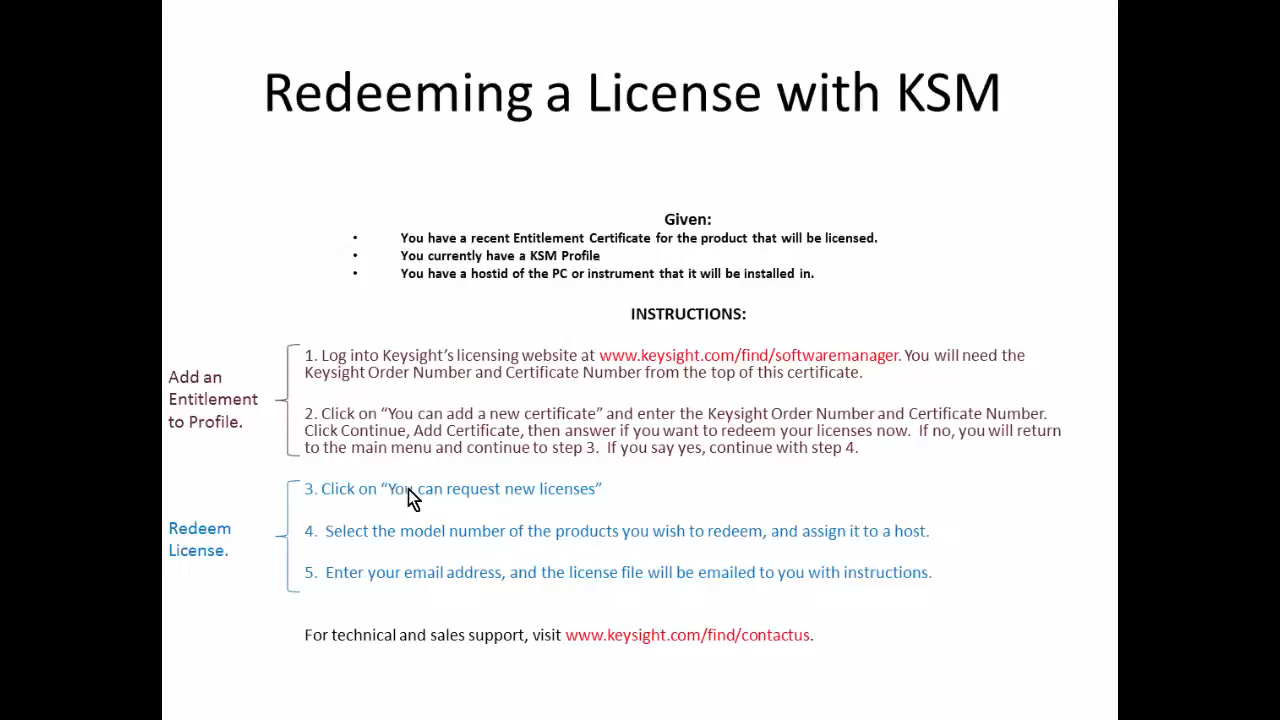 Redeeming a License with KSM
Given:
• You have a recent Entitlement Certificate for the product that will be licensed.
• You currently have a KSM Profile
• You have a hostid of the PC or instrument that it will be installed in.
INSTRUCTIONS:
Add an
Entitlement
to Profile.
1. Log into Keysight's licensing website at www.keysight.com/find/softwaremanager. You will need the
Keysight Order Number and Certificate Number from the top of this certificate.
2. Click on “You can add a new certificate” and enter the Keysight Order Number and Certificate Number.
Click Continue, Add Certificate, then answer if you want to redeem your licenses now. If no, you will return
to the main menu and continue to step 3. If you say yes, continue with step 4.
Redeem
License.
3. Click on “You can request new licenses”
4. Select the model number of the products you wish to redeem, and assign it to a host.
5. Enter your email address, and the license file will be emailed to you with instructions.
For technical and sales support, visit www.keysight.com/find/contactus.